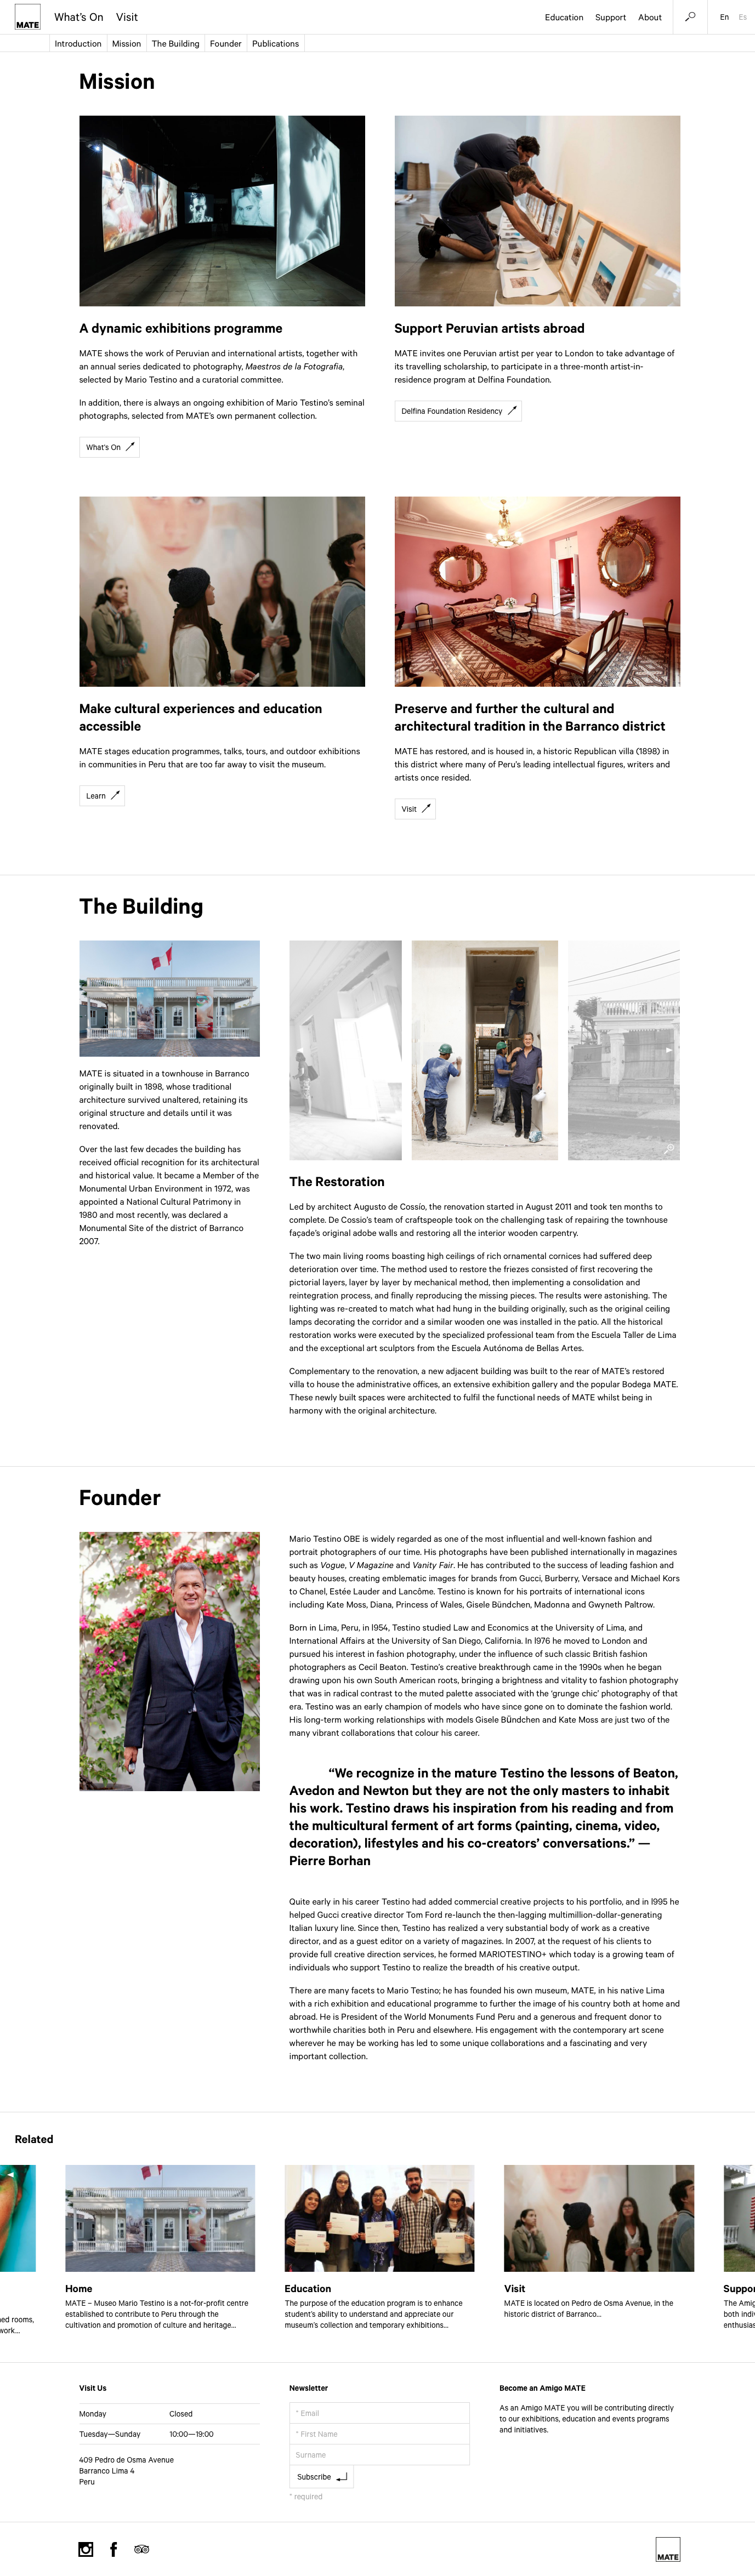 MATE
What's On
Visit
Education
Support
About
En
Es
Introduction
Mission
The Building
Founder
Publications
Mission
A dynamic exhibitions programme
MATE shows the work of Peruvian and international artists, together with
an annual series dedicated to photography, Maestros de la Fotografia,
selected by Mario Testino and a curatorial committee.
In addition, there is always an ongoing exhibition of Mario Testino's seminal
photographs, selected from MATE's own permanent collection.
What's On
Support Peruvian artists abroad
MATE invites one Peruvian artist per year to London to take advantage of
its travelling scholarship, to participate in a three-month artist-in-
residence program at Delfina Foundation.
Delfina Foundation Residency
Make cultural experiences and education
accessible
MATE stages education programmes, talks, tours, and outdoor exhibitions
in communities in Peru that are too far away to visit the museum.
Learn
Preserve and further the cultural and
architectural tradition in the Barranco district
MATE has restored, and is housed in, a historic Republican villa (1898) in
this district where many of Peru's leading intellectual figures, writers and
artists once resided.
Visit
The Building
MATE is situated in a townhouse in Barranco
originally built in 1898, whose traditional
architecture survived unaltered, retaining its
original structure and details until it was
renovated.
Over the last few decades the building has
received official recognition for its architectural
and historical value. It became a Member of the
Monumental Urban Environment in 1972, was
appointed a National Cultural Patrimony in
1980 and most recently, was declared a
Monumental Site of the district of Barranco
2007.
The Restoration
Led by architect Augusto de Cossío, the renovation started in August 2011 and took ten months to
complete. De Cossio's team of craftspeople took on the challenging task of repairing the townhouse
façade's original adobe walls and restoring all the interior wooden carpentry.
The two main living rooms boasting high ceilings of rich ornamental cornices had suffered deep
deterioration over time. The method used to restore the friezes consisted of first recovering the
pictorial layers, layer by layer by mechanical method, then implementing a consolidation and
reintegration process, and finally reproducing the missing pieces. The results were astonishing. The
lighting was re-created to match what had hung in the building originally, such as the original ceiling
lamps decorating the corridor and a similar wooden one was installed in the patio. All the historical
restoration works were executed by the specialized professional team from the Escuela Taller de Lima
and the exceptional art sculptors from the Escuela Autónoma de Bellas Artes.
Complementary to the renovation, a new adjacent building was built to the rear of MATE's restored
villa to house the administrative offices, an extensive exhibition gallery and the popular Bodega MATE.
These newly built spaces were architected to fulfil the functional needs of MATE whilst being in
harmony with the original architecture.
Founder
Mario Testino OBE is widely regarded as one of the most influential and well-known fashion and
portrait photographers of our time. His photographs have been published internationally in magazines
such as Vogue, V Magazine and Vanity Fair. He has contributed to the success of leading fashion and
beauty houses, creating emblematic images for brands from Gucci, Burberry, Versace and Michael Kors
to Chanel, Estée Lauder and Lancôme. Testino is known for his portraits of international icons
including Kate Moss, Diana, Princess of Wales, Gisele Bündchen, Madonna and Gwyneth Paltrow.
Born in Lima, Peru, in 1954, Testino studied Law and Economics at the University of Lima, and
International Affairs at the University of San Diego, California. In 1976 he moved to London and
pursued his interest in fashion photography, under the influence of such classic British fashion
photographers as Cecil Beaton. Testino's creative breakthrough came in the 1990s when he began
drawing upon his own South American roots, bringing a brightness and vitality to fashion photography
that was in radical contrast to the muted palette associated with the 'grunge chic' photography of that
era. Testino was an early champion of models who have since gone on to dominate the fashion world.
His long-term working relationships with models Gisele Bündchen and Kate Moss are just two of the
many vibrant collaborations that colour his career.
"We recognize in the mature Testino the lessons of Beaton,
Avedon and Newton but they are not the only masters to inhabit
his work. Testino draws his inspiration from his reading and from
the multicultural ferment of art forms (painting, cinema, video,
decoration), lifestyles and his co-creators' conversations." —
Pierre Borhan
Quite early in his career Testino had added commercial creative projects to his portfolio, and in 1995 he
helped Gucci creative director Tom Ford re-launch the then-lagging multimillion-dollar-generating
Italian luxury line. Since then, Testino has realized a very substantial body of work as a creative
director, and as a guest editor on a variety of magazines. In 2007, at the request of his clients to
provide full creative direction services, he formed MARIOTESTINO+ which today is a growing team of
individuals who support Testino to realize the breadth of his creative output.
There are many facets to Mario Testino; he has founded his own museum, MATE, in his native Lima
with a rich exhibition and educational programme to further the image of his country both at home and
abroad. He is President of the World Monuments Fund Peru and a generous and frequent donor to
worthwhile charities both in Peru and elsewhere. His engagement with the contemporary art scene
wherever he may be working has led to some unique collaborations and a fascinating and very
important collection.
Related
ed rooms,
work...
Home
MATE – Museo Mario Testino is a not-for-profit centre
established to contribute to Peru through the
cultivation and promotion of culture and heritage...
Education
The purpose of the education program is to enhance
student's ability to understand and appreciate our
museum's collection and temporary exhibitions...
Visit
MATE is located on Pedro de Osma Avenue, in the
historic district of Barranco...
Suppor
The Amig
both indiv
enthusias
Visit Us
Monday Closed
Tuesday—Sunday 10:00—19:00
409 Pedro de Osma Avenue
Barranco Lima 4
Peru
Newsletter
* Email
* First Name
Surname
Subscribe
* required
Become an Amigo MATE
As an Amigo MATE you will be contributing directly
to our exhibitions, education and events programs
and initiatives.
MATE